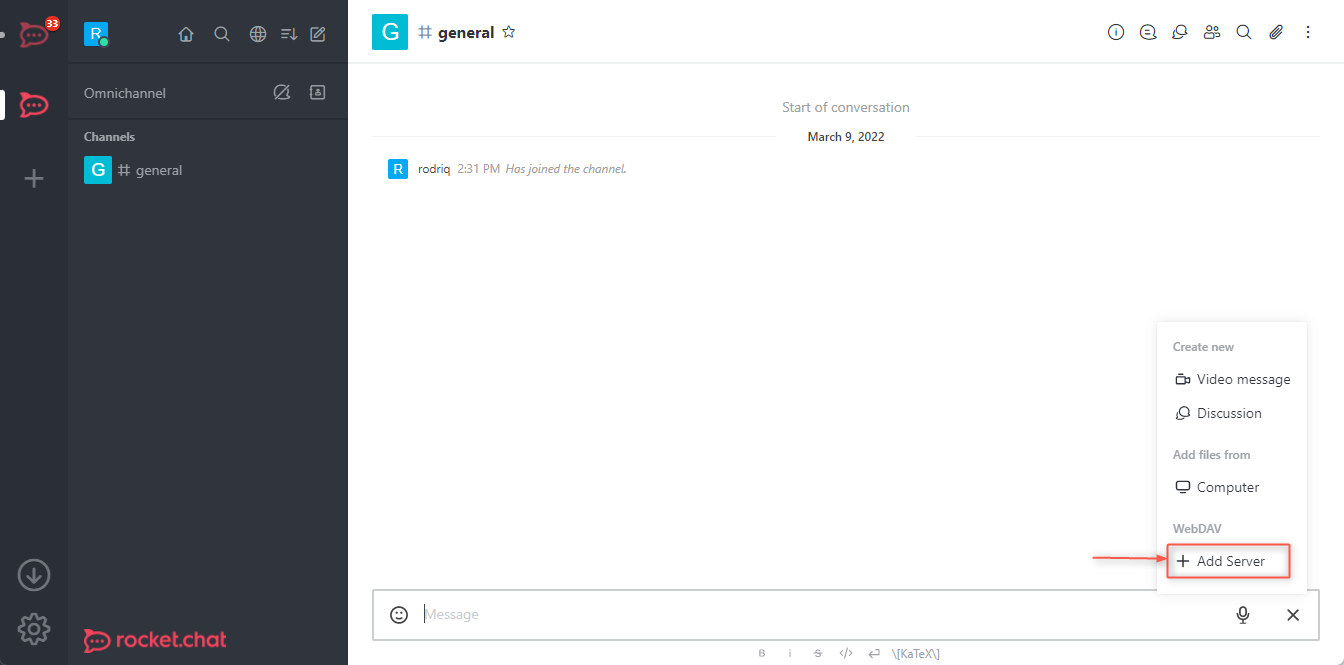 33
R
Omnichannel
Channels
G general
rocket.chat
G general
Start of conversation
March 9, 2022
R rodriq 2:31 PM Has joined the channel.
Create new
Video message
Discussion
Add files from
Computer
WebDAV
+ Add Server
Message
B i S </> \[KaTeX\]